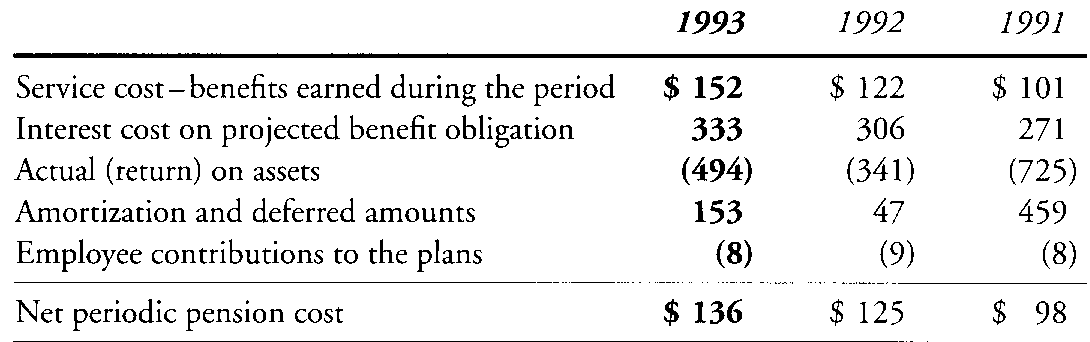 1993 1992 1991
Service cost–benefits earned during the period $ 152 $ 122 $ 101
Interest cost on projected benefit obligation 333 306 271
Actual (return) on assets (494) (341) (725)
Amortization and deferred amounts 153 47 459
Employee contributions to the plans (8) (9) (8)
Net periodic pension cost $ 136 $ 125 $ 98